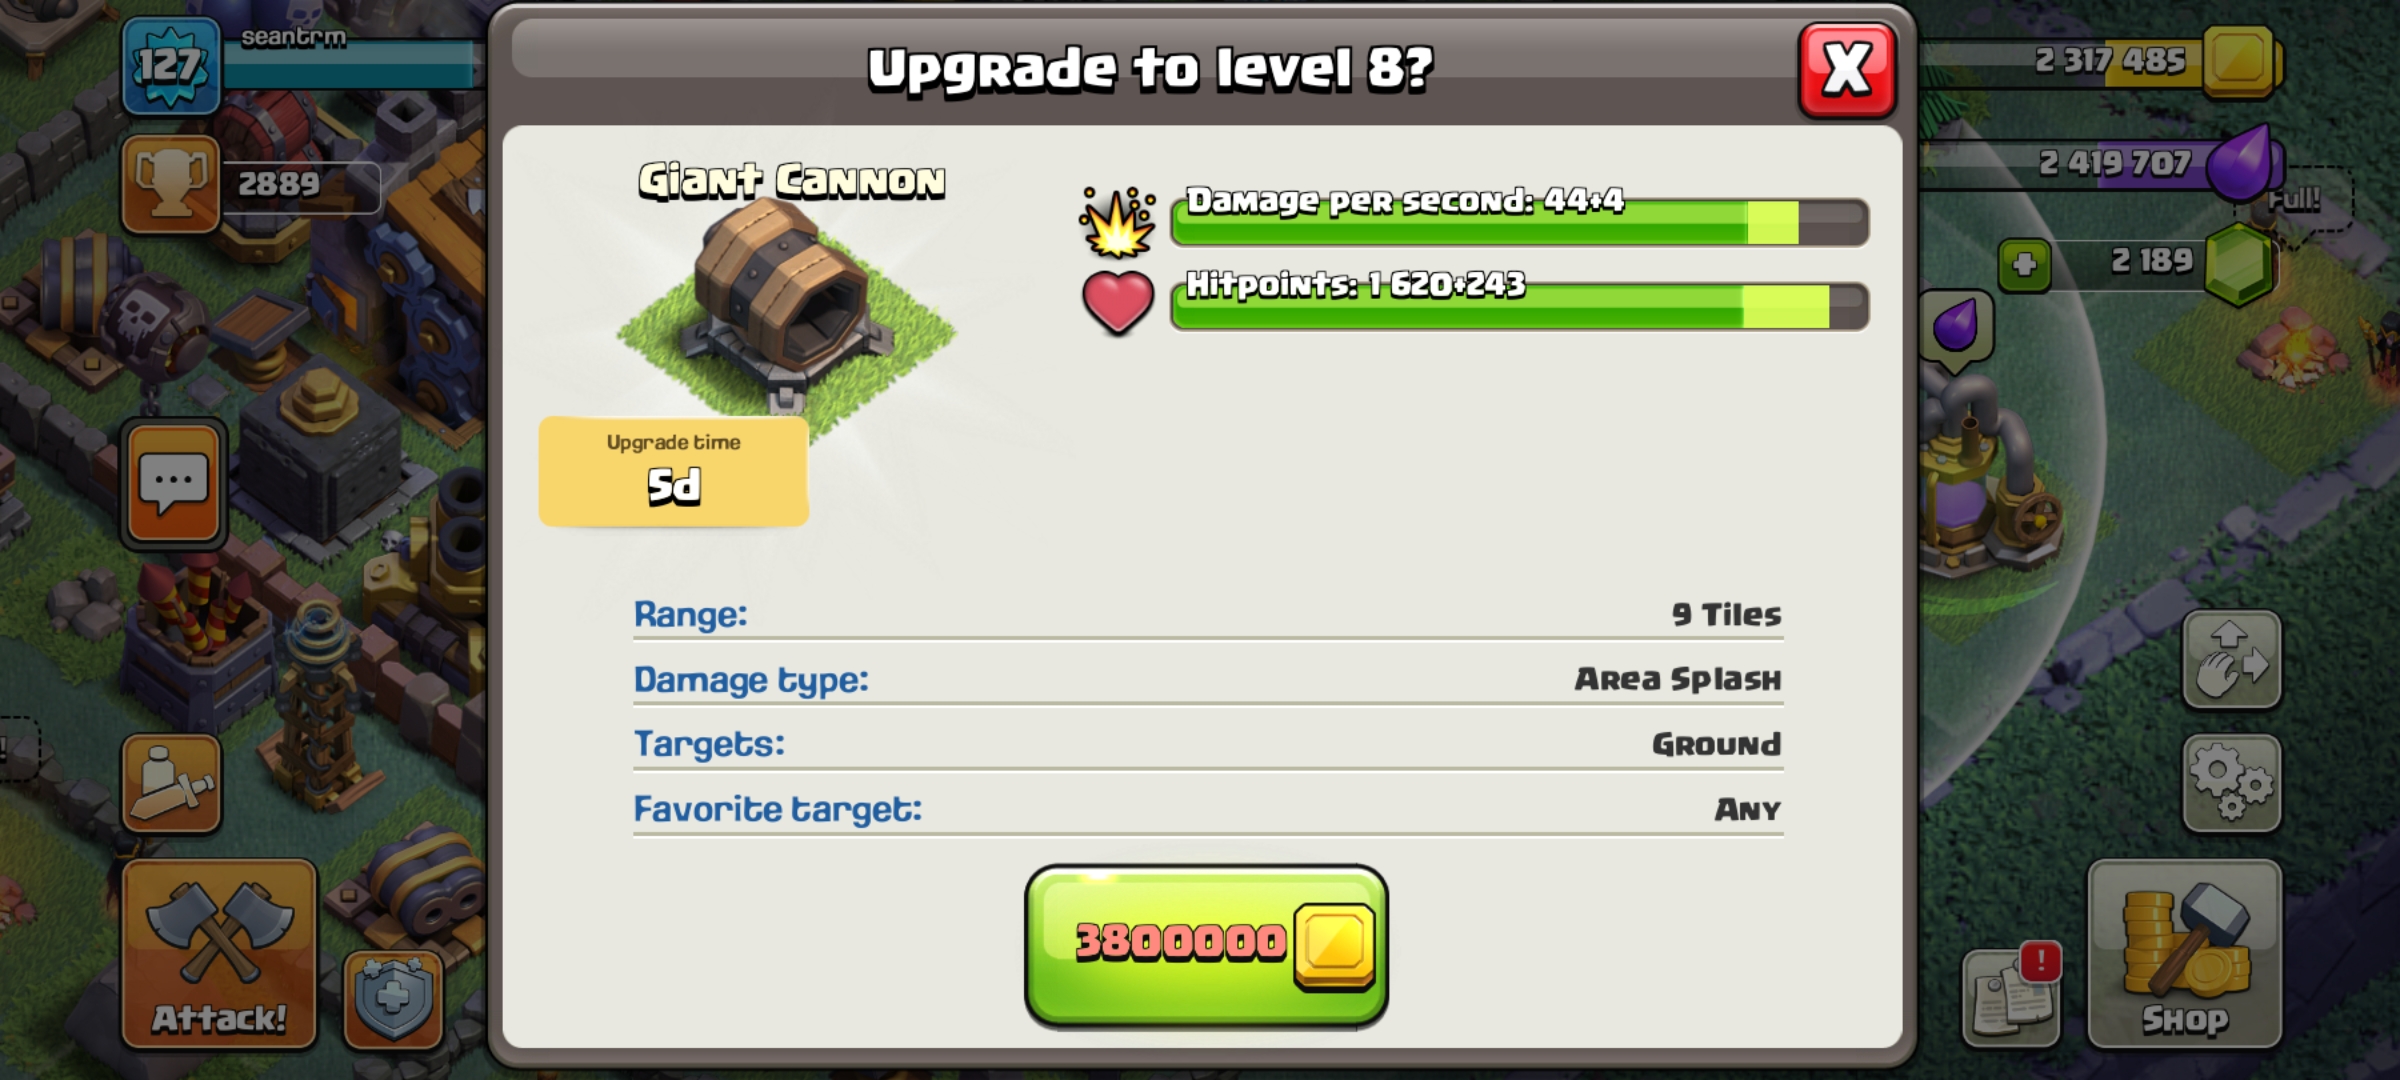 127
seantrm
2889
Upgrade to level 8?
X
2 317 485
2 419 707
Full!
2 189
Giant Cannon
Damage per second: 44+4
Hitpoints: 1 620+243
Upgrade time
5d
Range: 9 Tiles
Damage type: Area Splash
Targets: Ground
Favorite target: Any
3800000
Attack!
!
Shop